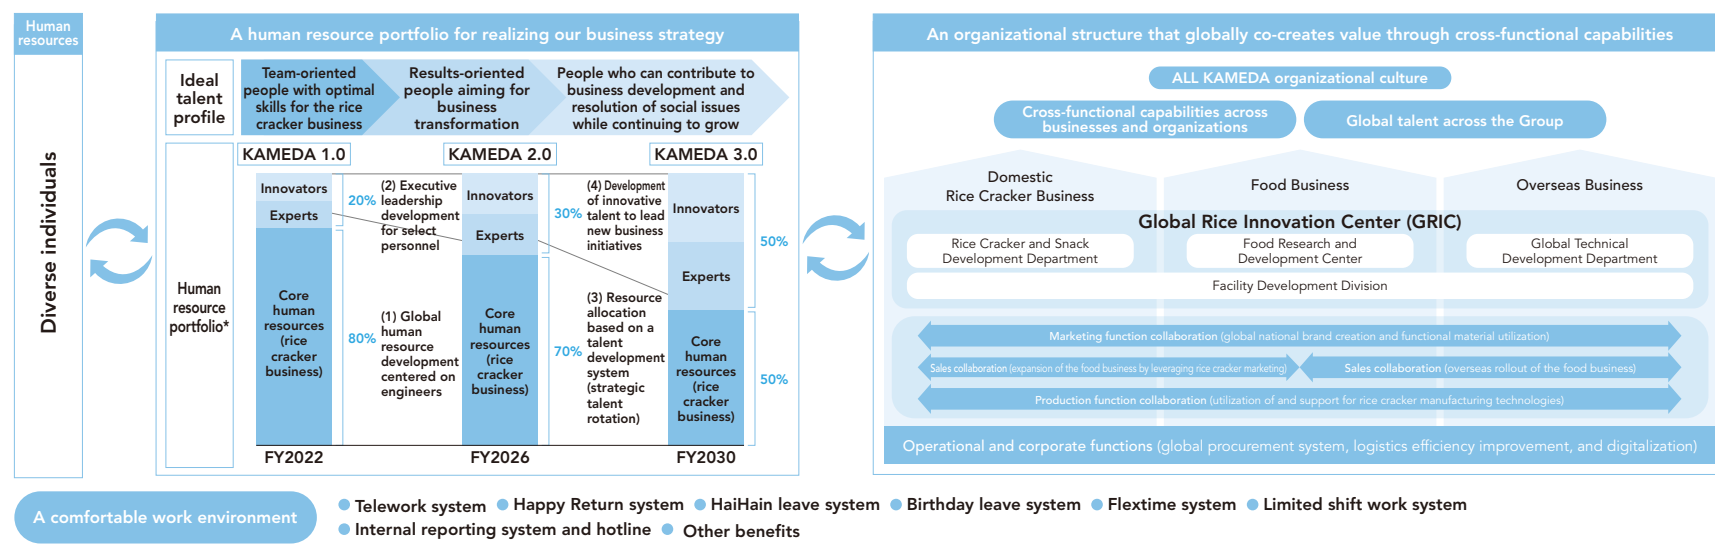 Human
resources
Diverse individuals
A human resource portfolio for realizing our business strategy
Ideal
talent
profile
Team-oriented
people with optimal
skills for the rice
cracker business
Results-oriented
people aiming for
business
transformation
People who can contribute to
business development and
resolution of social issues
while continuing to grow
Human
resource
portfolio*
KAMEDA 1.0
KAMEDA 2.0
KAMEDA 3.0
Innovators
Experts
Core
human
resources
(rice
cracker
business)
FY2022
20%
80%
(2) Executive
leadership
development
for select
personnel
(1) Global
human
resource
development
centered on
engineers
Innovators
Experts
Core
human
resources
(rice
cracker
business)
FY2026
30%
70%
(4) Development
of innovative
talent to lead
new business
initiatives
(3) Resource
allocation
based on a
talent
development
system
(strategic
talent
rotation)
Innovators
Experts
Core
human
resources
(rice
cracker
business)
FY2030
50%
50%
An organizational structure that globally co-creates value through cross-functional capabilities
ALL KAMEDA organizational culture
Cross-functional capabilities across
businesses and organizations
Global talent across the Group
Domestic
Rice Cracker Business
Food Business
Overseas Business
Global Rice Innovation Center (GRIC)
Rice Cracker and Snack
Development Department
Food Research and
Development Center
Global Technical
Development Department
Facility Development Division
Marketing function collaboration (global national brand creation and functional material utilization)
Sales collaboration (expansion of the food business by leveraging rice cracker marketing)
Sales collaboration (overseas rollout of the food business)
Production function collaboration (utilization of and support for rice cracker manufacturing technologies)
Operational and corporate functions (global procurement system, logistics efficiency improvement, and digitalization)
A comfortable work environment
● Telework system ● Happy Return system ● HaiHain leave system ● Birthday leave system ● Flextime system ● Limited shift work system
● Internal reporting system and hotline ● Other benefits